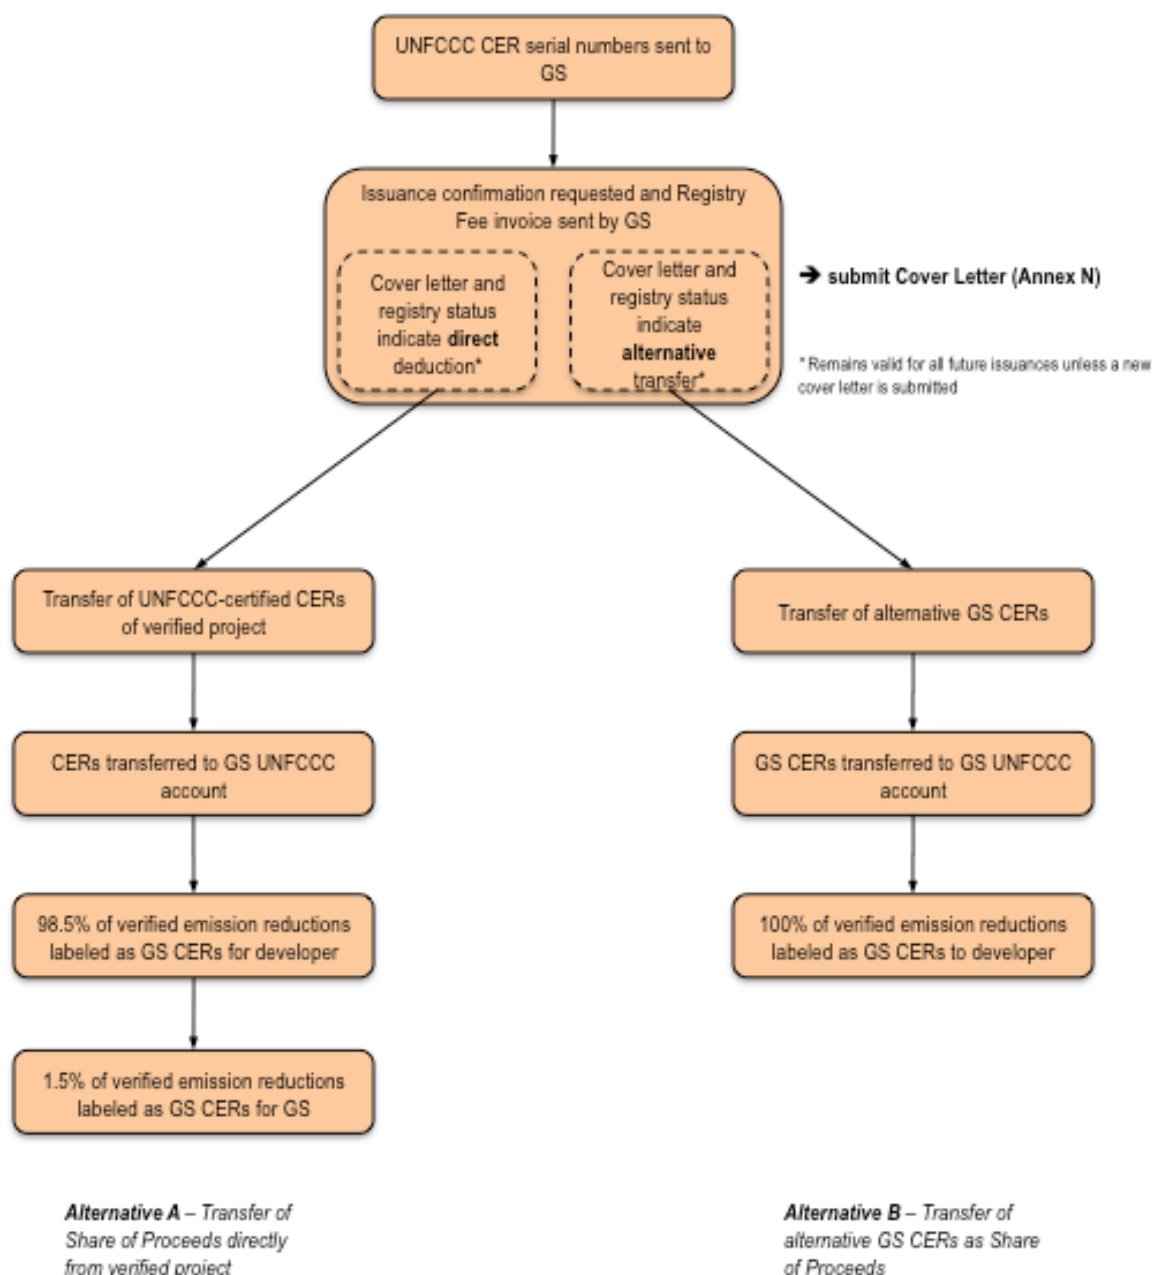 UNFCCC CER serial numbers sent to
GS
Issuance confirmation requested and Registry
Fee invoice sent by GS
Cover letter and
registry status
indicate direct
deduction*
Cover letter and
registry status
indicate
alternative
transfer*
➔ submit Cover Letter (Annex N)
* Remains valid for all future issuances unless a new
cover letter is submitted
Transfer of UNFCCC-certified CERs
of verified project
Transfer of alternative GS CERs
CERs transferred to GS UNFCCC
account
GS CERs transferred to GS UNFCCC
account
98.5% of verified emission reductions
labeled as GS CERs for developer
100% of verified emission reductions
labeled as GS CERs to developer
1.5% of verified emission reductions
labeled as GS CERs for GS
Alternative A – Transfer of
Share of Proceeds directly
from verified project
Alternative B – Transfer of
alternative GS CERs as Share
of Proceeds